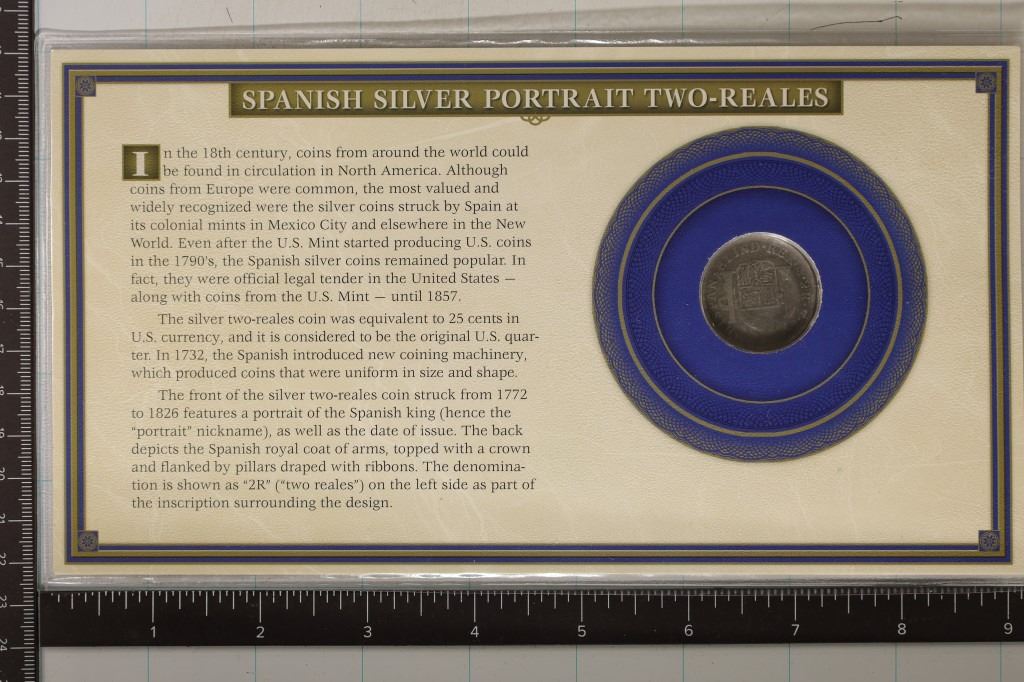 SPANISH SILVER PORTRAIT TWO-REALES
In the 18th century, coins from around the world could
be found in circulation in North America. Although
coins from Europe were common, the most valued and
widely recognized were the silver coins struck by Spain at
its colonial mints in Mexico City and elsewhere in the New
World. Even after the U.S. Mint started producing U.S. coins
in the 1790's, the Spanish silver coins remained popular. In
fact, they were official legal tender in the United States —
along with coins from the U.S. Mint — until 1857.
The silver two-reales coin was equivalent to 25 cents in
U.S. currency, and it is considered to be the original U.S. quar-
ter. In 1732, the Spanish introduced new coining machinery,
which produced coins that were uniform in size and shape.
The front of the silver two-reales coin struck from 1772
to 1826 features a portrait of the Spanish king (hence the
“portrait” nickname), as well as the date of issue. The back
depicts the Spanish royal coat of arms, topped with a crown
and flanked by pillars draped with ribbons. The denomina-
tion is shown as “2R” (“two reales”) on the left side as part of
the inscription surrounding the design.
IND
1 2 3 4 5 6 7 8 9